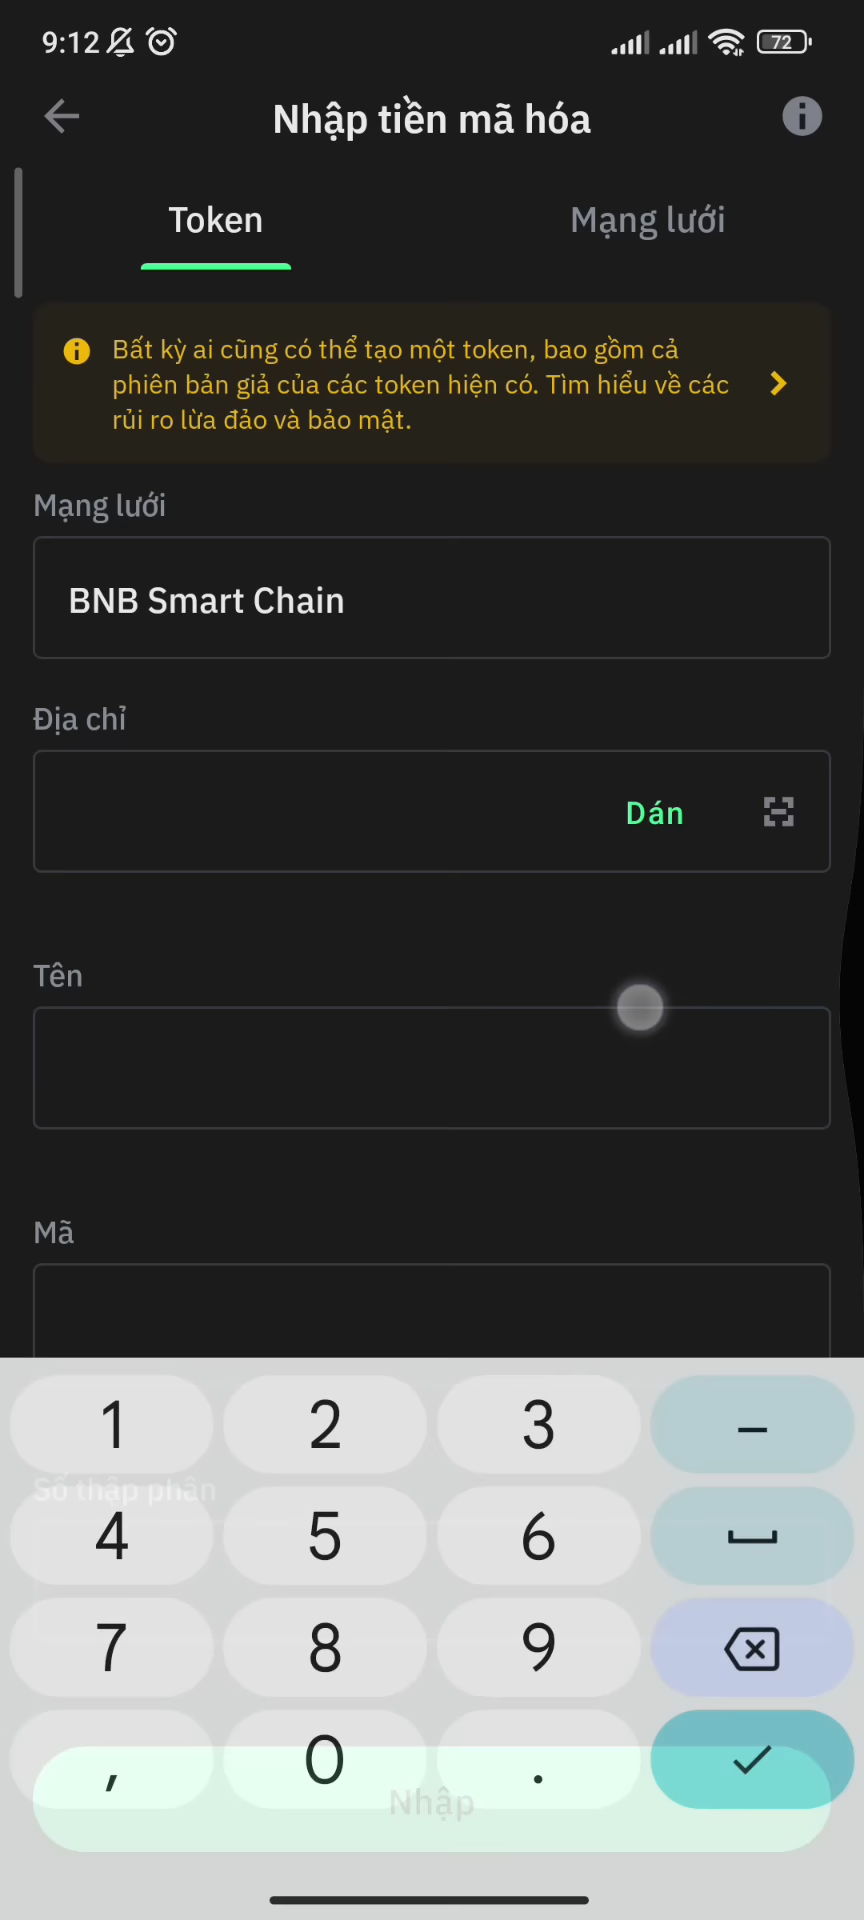 9:12
72
Nhập tiền mã hóa
Token
Mạng lưới
Bất kỳ ai cũng có thể tạo một token, bao gồm cả
phiên bản giả của các token hiện có. Tìm hiểu về các
rủi ro lừa đảo và bảo mật.
Mạng lưới
BNB Smart Chain
Địa chỉ
Dán
Tên
Mã
1 2 3 –
Số thập phân
4 5 6
7 8 9
, 0 .
Nhập